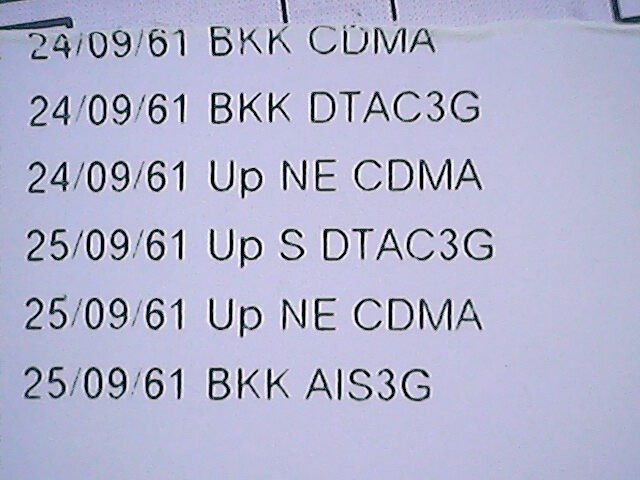 24/09/61 BKK CDMA
24/09/61 BKK DTAC3G
24/09/61 Up NE CDMA
25/09/61 Up S DTAC3G
25/09/61 Up NE CDMA
25/09/61 BKK AIS3G